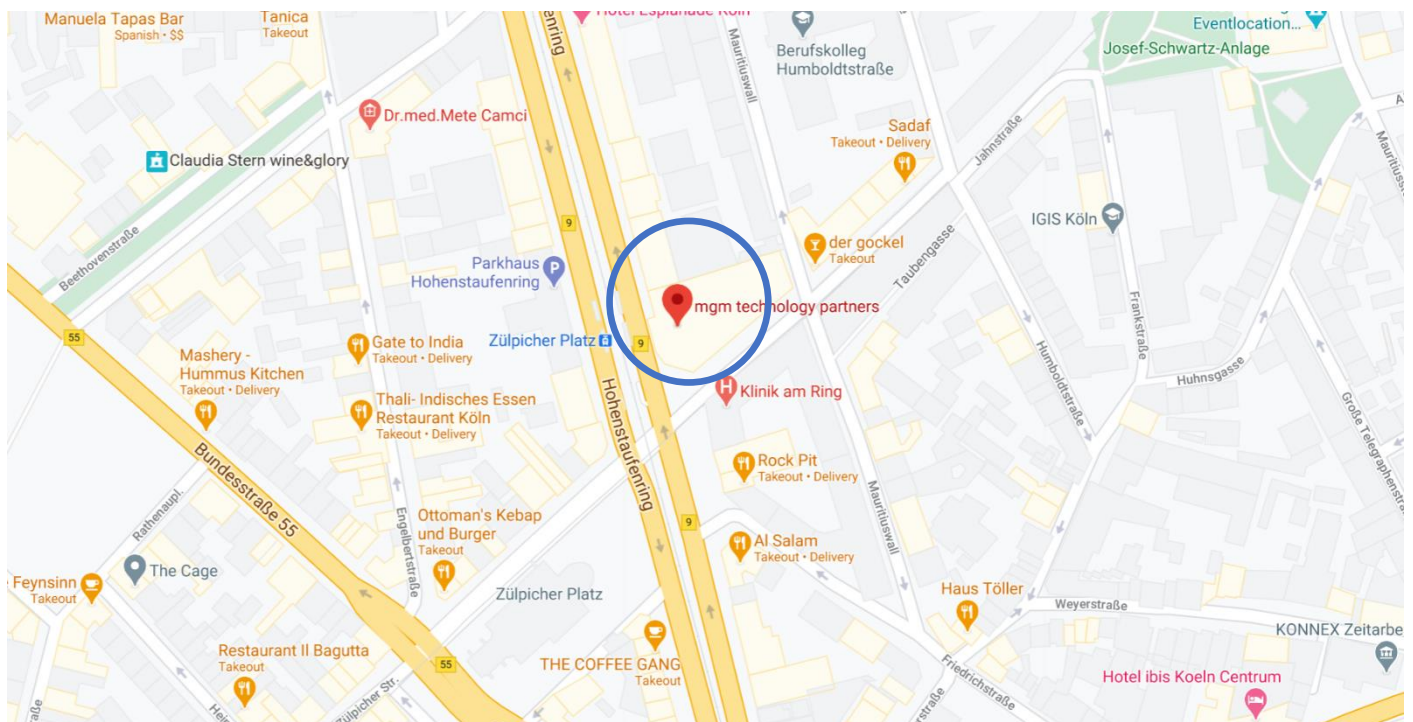 Manuela Tapas Bar
Spanish • $$
Tanica
Takeout
Hotel Esplanade Köln
Mauritiuswall
Berufskolleg
Humboldtstraße
Eventlocation...
Josef-Schwartz-Anlage
Dr.med.Mete Camci
Claudia Stern wine&glory
Sadaf
Takeout • Delivery
Jahnstraße
Beethovenstraße
9
Parkhaus
Hohenstaufenring
der gockel
Takeout
Taubengasse
IGIS Köln
Frankstraße
mgm technology partners
55
Gate to India
Takeout • Delivery
Zülpicher Platz
9
Mashery -
Hummus Kitchen
Takeout • Delivery
Thali- Indisches Essen
Restaurant Köln
Takeout • Delivery
Hohenstaufenring
Klinik am Ring
Humboldtstraße
Huhnsgasse
Große Telegraphenstraße
Rock Pit
Takeout • Delivery
Bundesstraße 55
Rathenaupl.
Engelbertstraße
Ottoman's Kebap
und Burger
Takeout
9
Mauritiuswall
Al Salam
Takeout • Delivery
The Cage
Feynsinn
Takeout
Zülpicher Platz
Haus Töller
Weyerstraße
KONNEX Zeitarbe
Restaurant Il Bagutta
Takeout
55
THE COFFEE GANG
Takeout
Friedrichstraße
Hotel ibis Koeln Centrum
Zülpicher Str.